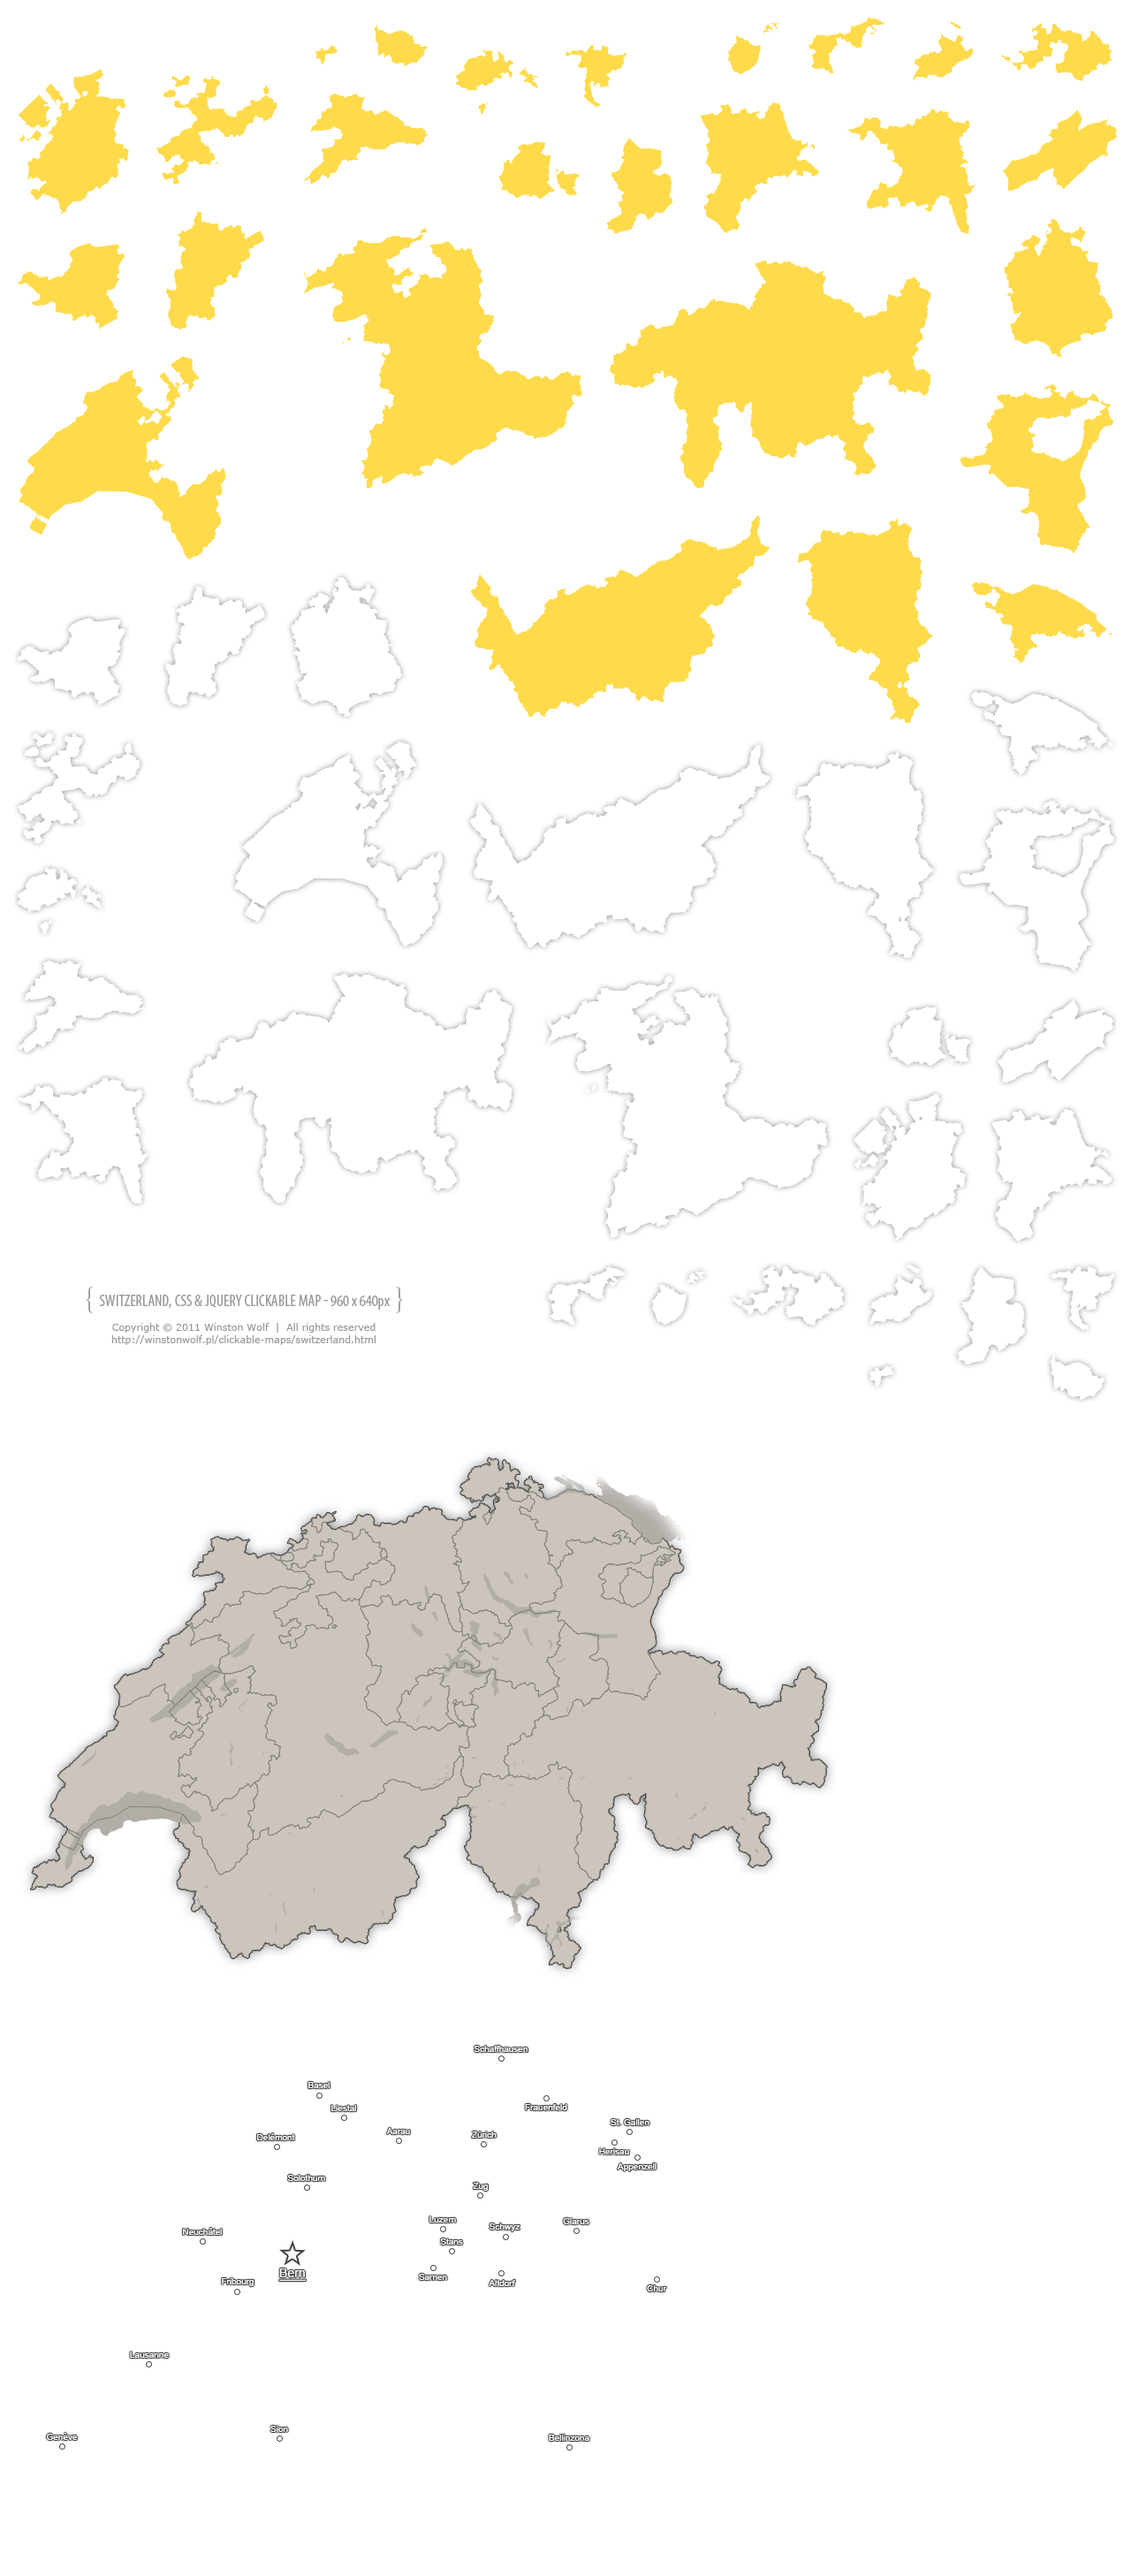 { SWITZERLAND, CSS & JQUERY CLICKABLE MAP - 960 x 640px }
Copyright © 2011 Winston Wolf | All rights reserved
http://winstonwolf.pl/clickable-maps/switzerland.html
Schaffhausen
Basel
Frauenfeld
Liestal
St. Gallen
Aarau
Zürich
Delémont
Herisau
Appenzell
Solothurn
Zug
Luzern
Glarus
Schwyz
Neuchâtel
Stans
Bern
Sarnen
Fribourg
Altdorf
Chur
Lausanne
Sion
Genève
Bellinzona